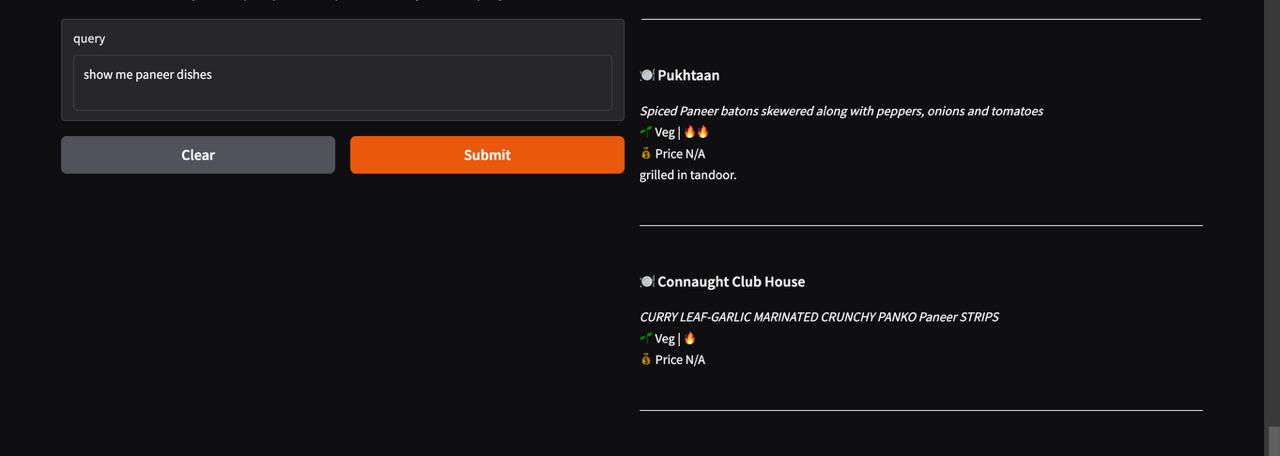 query
show me paneer dishes
Clear
Submit
🍽️ Pukhtaan
Spiced Paneer batons skewered along with peppers, onions and tomatoes
🌱 Veg | 🔥🔥
💰 Price N/A
grilled in tandoor.
🍽️ Connaught Club House
CURRY LEAF-GARLIC MARINATED CRUNCHY PANKO Paneer STRIPS
🌱 Veg | 🔥
💰 Price N/A